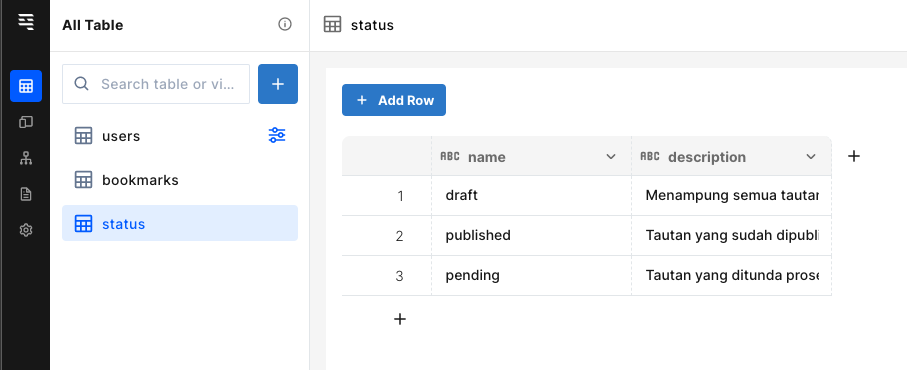 All Table
status
Search table or vi...
Add Row
users
bookmarks
status
ABC name
ABC description
1 draft Menampung semua tautan
2 published Tautan yang sudah dipubl
3 pending Tautan yang ditunda prose